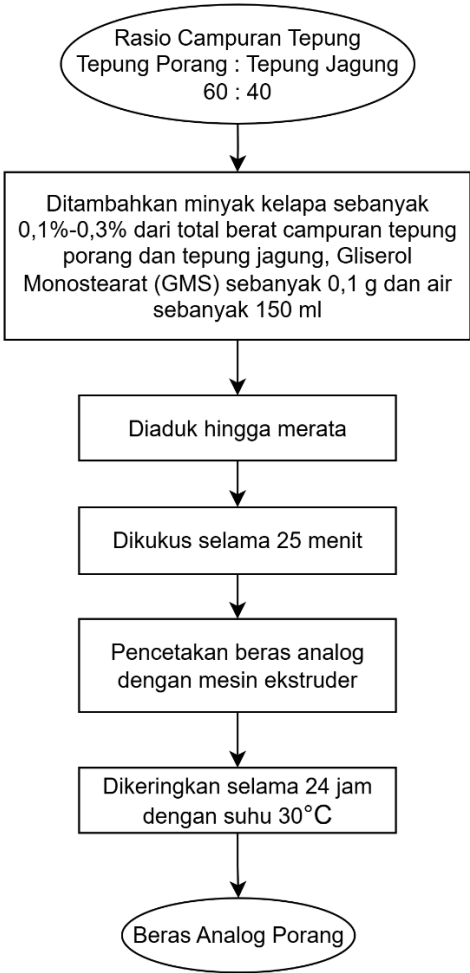 Rasio Campuran Tepung
Tepung Porang : Tepung Jagung
60 : 40
Ditambahkan minyak kelapa sebanyak
0,1%-0,3% dari total berat campuran tepung
porang dan tepung jagung, Gliserol
Monostearat (GMS) sebanyak 0,1 g dan air
sebanyak 150 ml
Diaduk hingga merata
Dikukus selama 25 menit
Pencetakan beras analog
dengan mesin ekstruder
Dikeringkan selama 24 jam
dengan suhu 30°C
Beras Analog Porang